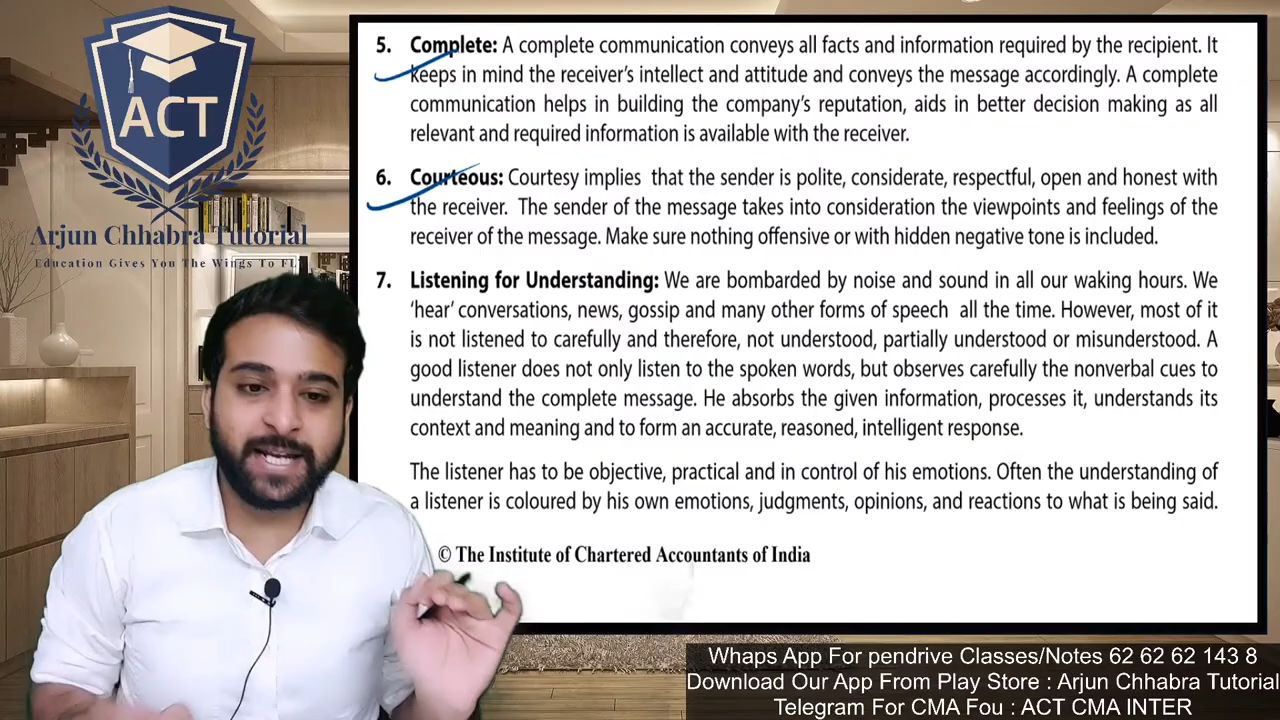 ACT
Arjun Chhabra Tutorial
Education Gives You The Wings To FLY
5. Complete: A complete communication conveys all facts and information required by the recipient. It
keeps in mind the receiver's intellect and attitude and conveys the message accordingly. A complete
communication helps in building the company's reputation, aids in better decision making as all
relevant and required information is available with the receiver.
6. Courteous: Courtesy implies that the sender is polite, considerate, respectful, open and honest with
the receiver. The sender of the message takes into consideration the viewpoints and feelings of the
receiver of the message. Make sure nothing offensive or with hidden negative tone is included.
7. Listening for Understanding: We are bombarded by noise and sound in all our waking hours. We
‘hear’ conversations, news, gossip and many other forms of speech all the time. However, most of it
is not listened to carefully and therefore, not understood, partially understood or misunderstood. A
good listener does not only listen to the spoken words, but observes carefully the nonverbal cues to
understand the complete message. He absorbs the given information, processes it, understands its
context and meaning and to form an accurate, reasoned, intelligent response.
The listener has to be objective, practical and in control of his emotions. Often the understanding of
a listener is coloured by his own emotions, judgments, opinions, and reactions to what is being said.
© The Institute of Chartered Accountants of India
Whaps App For pendrive Classes/Notes 62 62 62 143 8
Download Our App From Play Store : Arjun Chhabra Tutorial
Telegram For CMA Fou : ACT CMA INTER